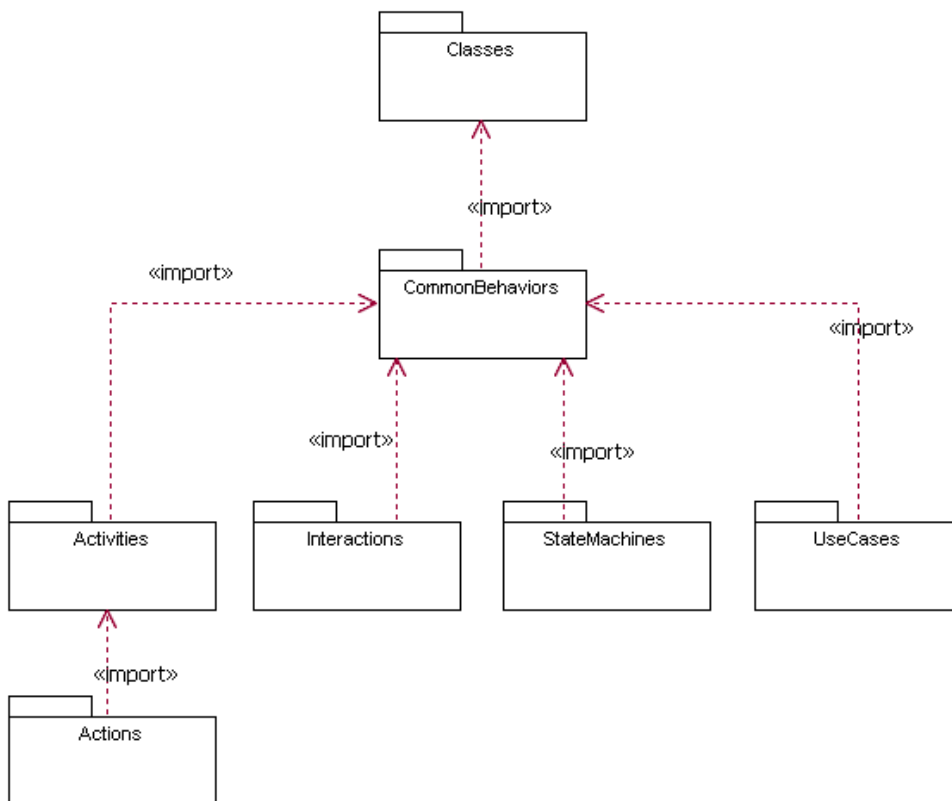 Classes
«import»
«import»
CommonBehaviors
«import»
«import»
«import»
Activities
Interactions
StateMachines
UseCases
«import»
Actions